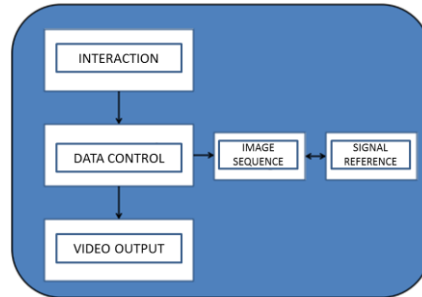 INTERACTION
DATA CONTROL
IMAGE
SEQUENCE
SIGNAL
REFERENCE
VIDEO OUTPUT